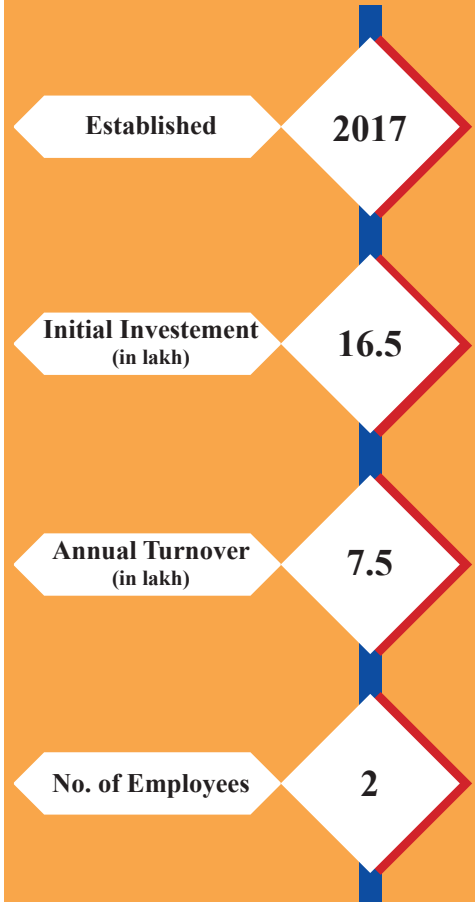 Established
2017
Initial Investement
(in lakh)
16.5
Annual Turnover
(in lakh)
7.5
No. of Employees
2